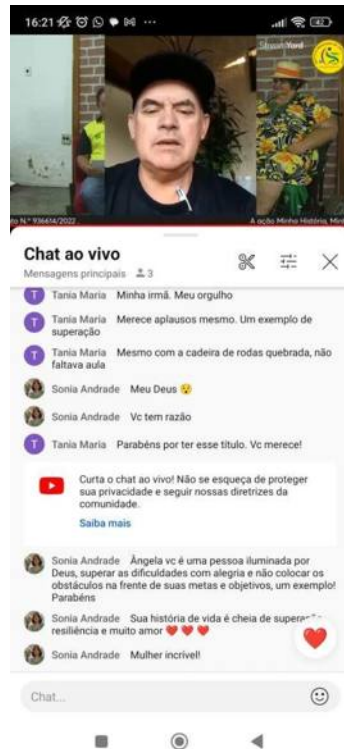 16:21
42
StreamYard
to N.º 936614/2022 .
A ação Minha História, Minh
Chat ao vivo
Mensagens principais 3
T Tania Maria Minha irmã. Meu orgulho
T Tania Maria Merece aplausos mesmo. Um exemplo de
superação
T Tania Maria Mesmo com a cadeira de rodas quebrada, não
faltava aula
Sonia Andrade Meu Deus 😯
Sonia Andrade Vc tem razão
T Tania Maria Parabéns por ter esse título. Vc merece!
Curta o chat ao vivo! Não se esqueça de proteger
sua privacidade e seguir nossas diretrizes da
comunidade.
Saiba mais
Sonia Andrade Ângela vc é uma pessoa iluminada por
Deus, superar as dificuldades com alegria e não colocar os
obstáculos na frente de suas metas e objetivos, um exemplo!
Parabéns
Sonia Andrade Sua história de vida é cheia de superação
resiliência e muito amor ❤️ ❤️ ❤️
Sonia Andrade Mulher incrível!
Chat...